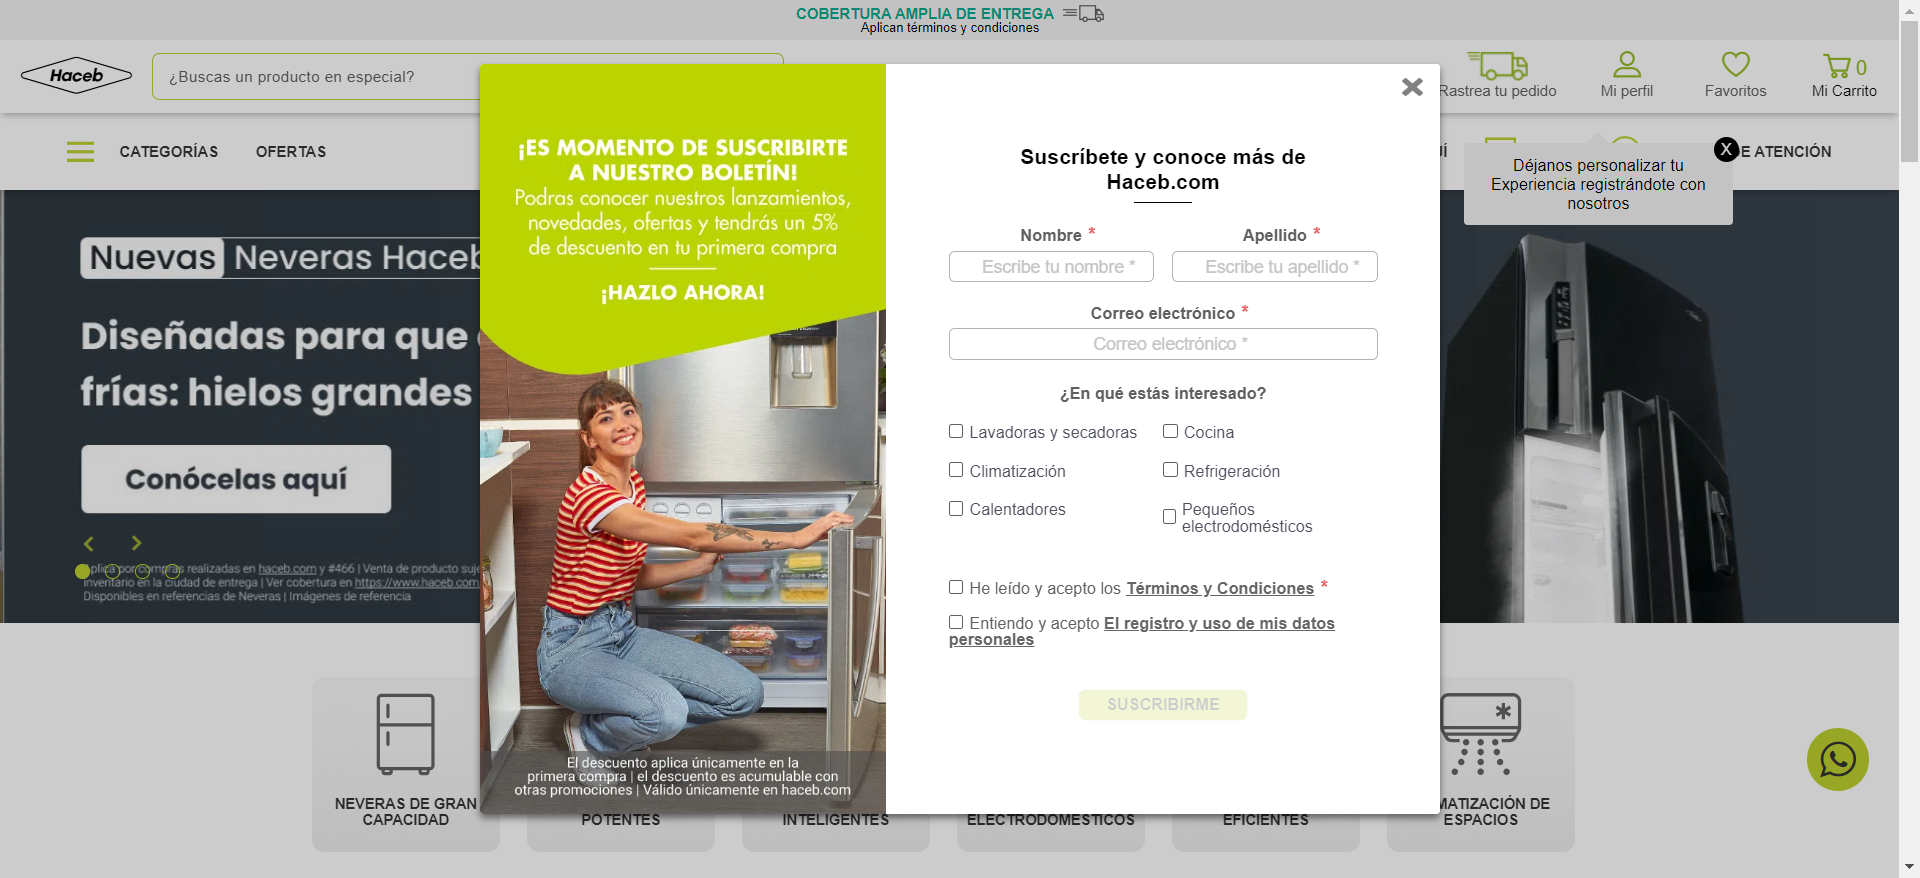 COBERTURA AMPLIA DE ENTREGA
Aplican términos y condiciones
Haceb
¿Buscas un producto en especial?
Rastrea tu pedido
Mi perfil
Favoritos
0
Mi Carrito
CATEGORÍAS
OFERTAS
E ATENCIÓN
X
Déjanos personalizar tu
Experiencia registrándote con
nosotros
Nuevas Neveras Haceb
Diseñadas para que
frías: hielos grandes
Conócelas aquí
Aplica por compras realizadas en haceb.com y #466 | Venta de producto suje
inventario en la ciudad de entrega | Ver cobertura en https://www.haceb.com
Disponibles en referencias de Neveras | Imágenes de referencia
¡ES MOMENTO DE SUSCRIBIRTE
A NUESTRO BOLETÍN!
Podras conocer nuestros lanzamientos,
novedades, ofertas y tendrás un 5%
de descuento en tu primera compra
¡HAZLO AHORA!
El descuento aplica únicamente en la
primera compra | el descuento es acumulable con
otras promociones | Válido únicamente en haceb.com
Suscríbete y conoce más de
Haceb.com
Nombre *
Apellido *
Escribe tu nombre *
Escribe tu apellido *
Correo electrónico *
Correo electrónico *
¿En qué estás interesado?
Lavadoras y secadoras
Cocina
Climatización
Refrigeración
Calentadores
Pequeños
electrodomésticos
He leído y acepto los Términos y Condiciones *
Entiendo y acepto El registro y uso de mis datos
personales
SUSCRIBIRME
NEVERAS DE GRAN
CAPACIDAD
POTENTES
INTELIGENTES
ELECTRODOMÉSTICOS
EFICIENTES
MATIZACIÓN DE
ESPACIOS